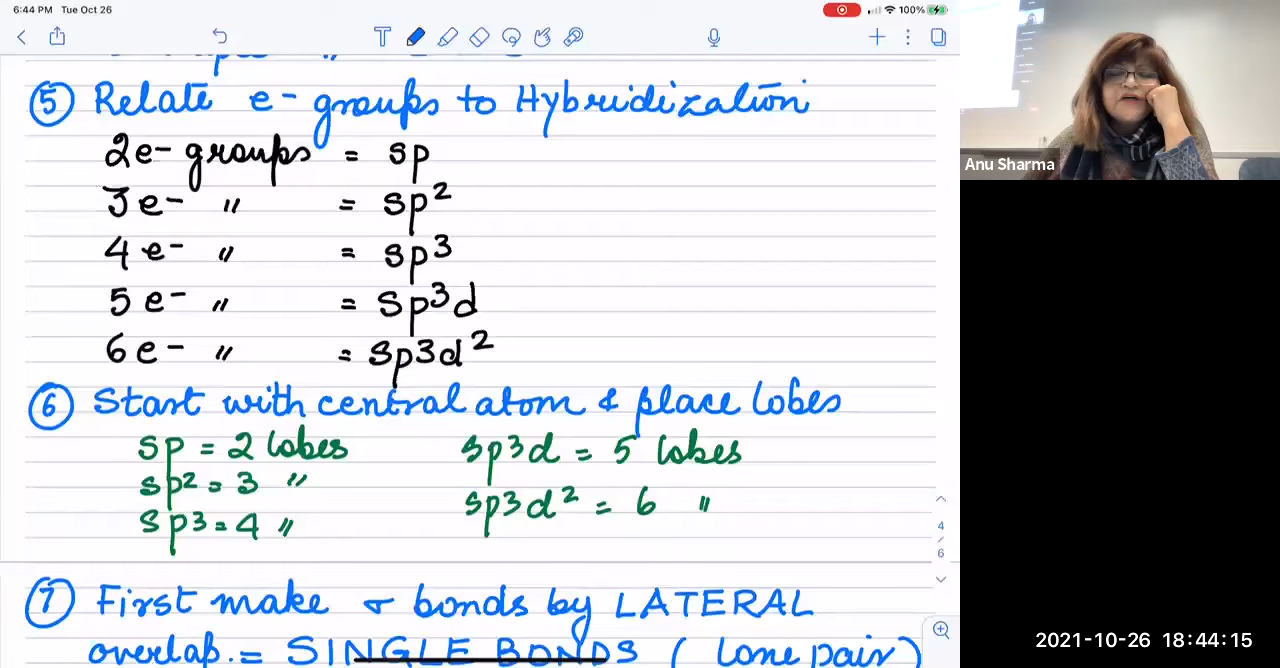 6:44 PM Tue Oct 26
100%
⑤ Relate e- groups to Hybridization
2e- groups = sp
3e- " = sp²
4e- " = sp³
5e- " = sp³d
6e- " = sp3d²
⑥ Start with central atom & place lobes
sp = 2 lobes
sp² = 3 "
sp3 = 4 "
sp3d = 5 lobes
sp3d² = 6 "
⑦ First make σ bonds by LATERAL
overlap. = SINGLE BONDS ( lone pair )
4
/
6
Anu Sharma
2021-10-26 18:44:15